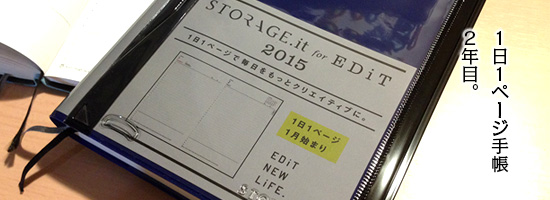 STORAGE.it for EDiT
2015
1日1ページで毎日をもっとクリエイティブに。
1日1ページ
1月始まり
EDiT
NEW
LiFE.
1日1ページ手帳
2年目。